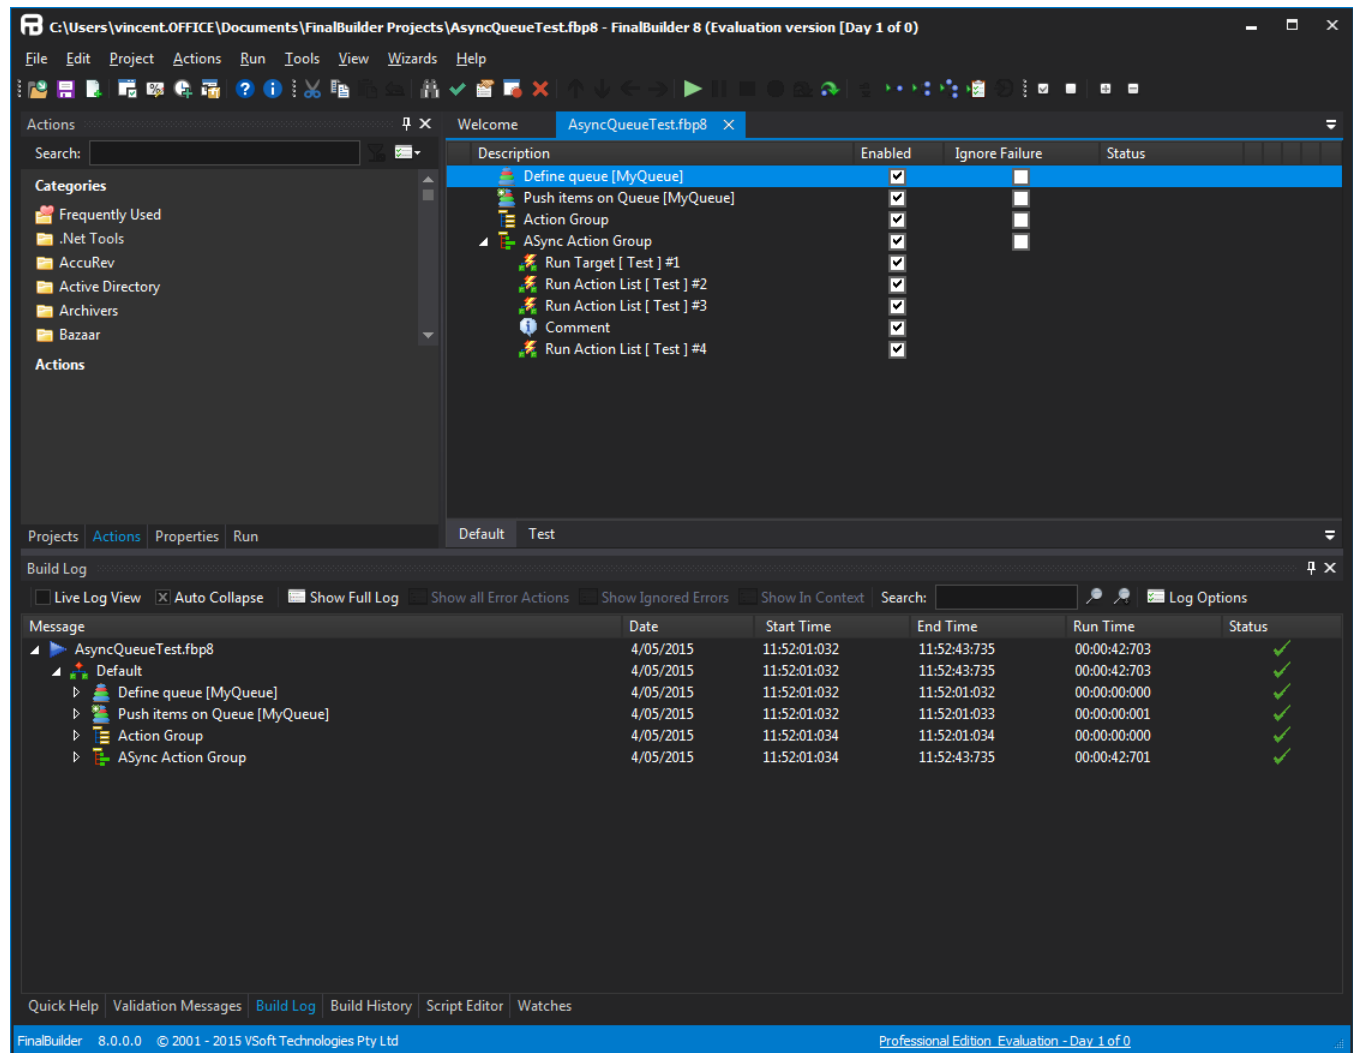 C:\Users\vincent.OFFICE\Documents\FinalBuilder Projects\AsyncQueueTest.fbp8 - FinalBuilder 8 (Evaluation version [Day 1 of 0)
File Edit Project Actions Run Tools View Wizards Help
Actions
Search:
Categories
Frequently Used
.Net Tools
AccuRev
Active Directory
Archivers
Bazaar
Actions
Projects Actions Properties Run
Welcome AsyncQueueTest.fbp8
Description Enabled Ignore Failure Status
Define queue [MyQueue]
Push items on Queue [MyQueue]
Action Group
ASync Action Group
Run Target [ Test ] #1
Run Action List [ Test ] #2
Run Action List [ Test ] #3
Comment
Run Action List [ Test ] #4
Default Test
Build Log
Live Log View Auto Collapse Show Full Log Show all Error Actions Show Ignored Errors Show In Context Search: Log Options
Message Date Start Time End Time Run Time Status
AsyncQueueTest.fbp8 4/05/2015 11:52:01:032 11:52:43:735 00:00:42:703
Default 4/05/2015 11:52:01:032 11:52:43:735 00:00:42:703
Define queue [MyQueue] 4/05/2015 11:52:01:032 11:52:01:032 00:00:00:000
Push items on Queue [MyQueue] 4/05/2015 11:52:01:032 11:52:01:033 00:00:00:001
Action Group 4/05/2015 11:52:01:034 11:52:01:034 00:00:00:000
ASync Action Group 4/05/2015 11:52:01:034 11:52:43:735 00:00:42:701
Quick Help Validation Messages Build Log Build History Script Editor Watches
FinalBuilder 8.0.0.0 © 2001 - 2015 VSoft Technologies Pty Ltd Professional Edition Evaluation - Day 1 of 0